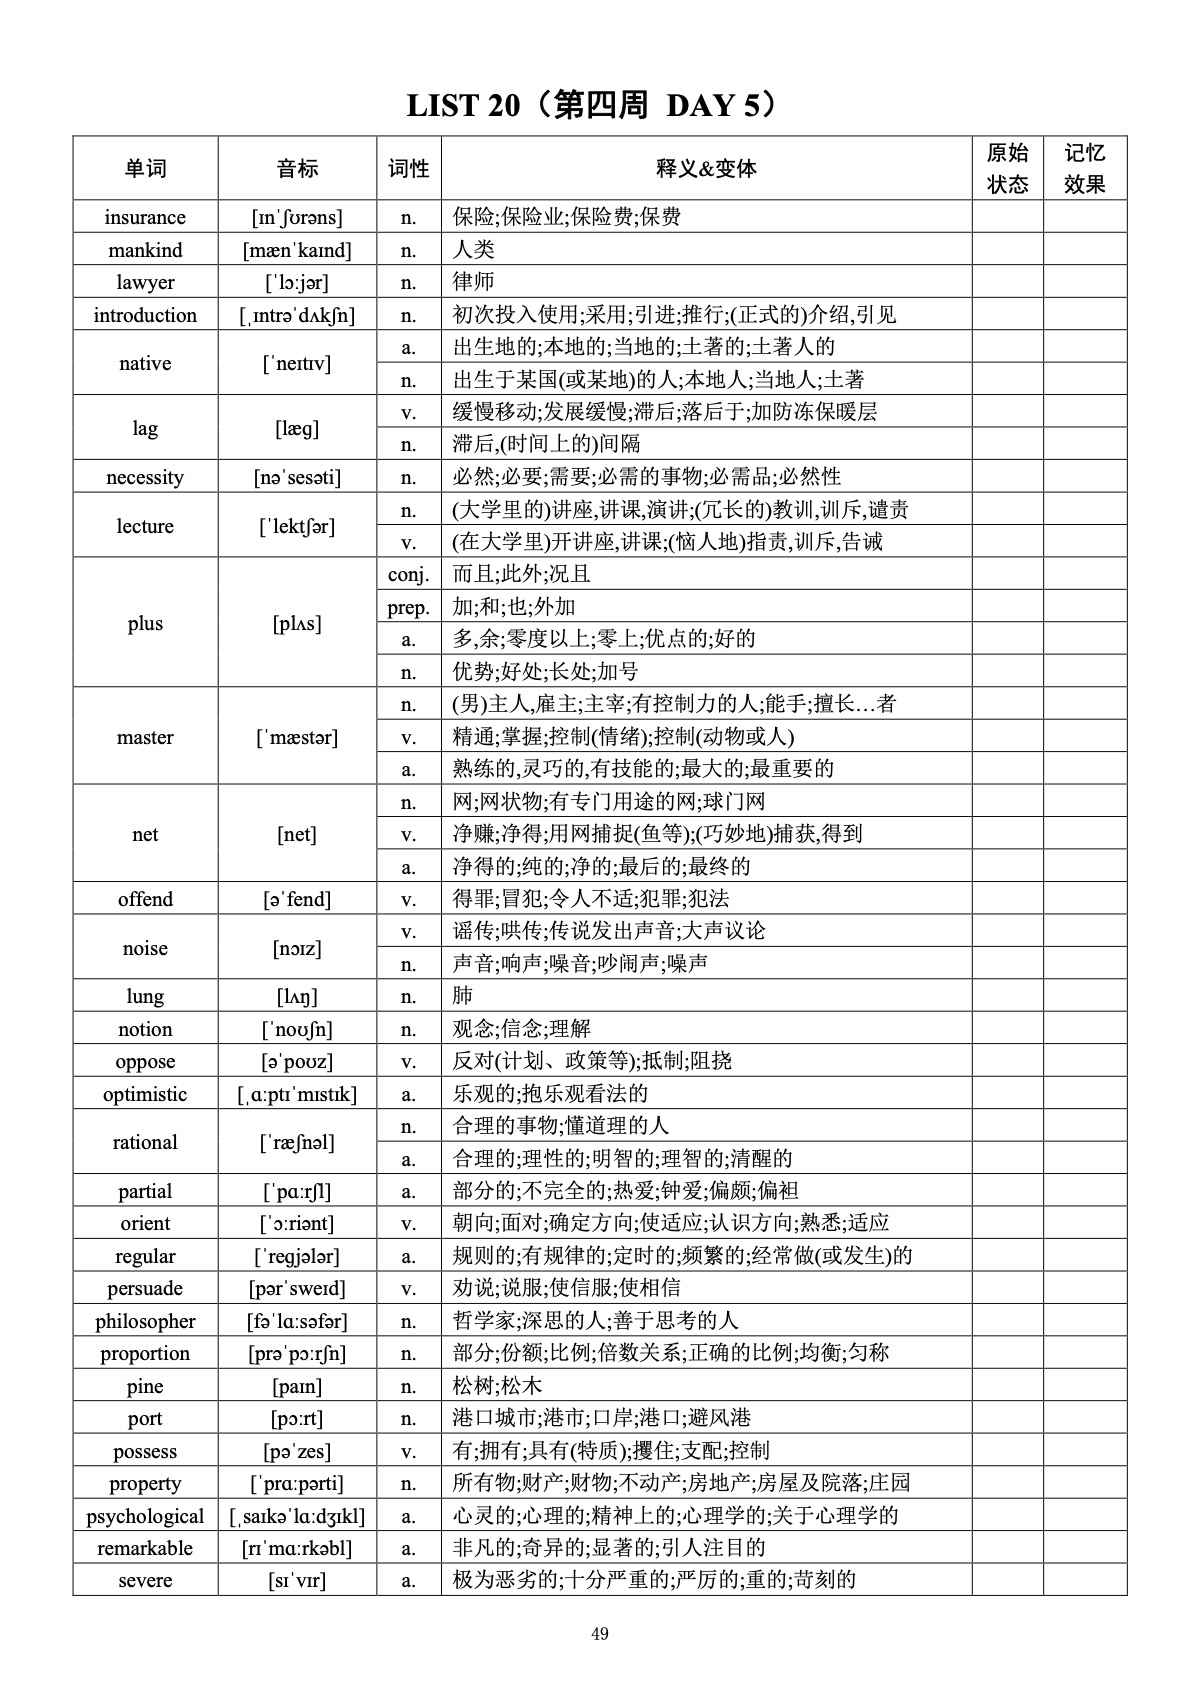 LIST 20（第四周 DAY 5）
单词 音标 词性 释义&变体 原始状态 记忆效果
insurance [ɪnˈʃʊrəns] n. 保险;保险业;保险费;保费
mankind [mænˈkaɪnd] n. 人类
lawyer [ˈlɔːjər] n. 律师
introduction [ˌɪntrəˈdʌkʃn] n. 初次投入使用;采用;引进;推行;(正式的)介绍,引见
native [ˈneɪtɪv] a. 出生地的;本地的;当地的;土著的;土著人的
n. 出生于某国(或某地)的人;本地人;当地人;土著
lag [læɡ] v. 缓慢移动;发展缓慢;滞后;落后于;加防冻保暖层
n. 滞后,(时间上的)间隔
necessity [nəˈsesəti] n. 必然;必要;需要;必需的事物;必需品;必然性
lecture [ˈlektʃər] n. (大学里的)讲座,讲课,演讲;(冗长的)教训,训斥,谴责
v. (在大学里)开讲座,讲课;(恼人地)指责,训斥,告诫
plus [plʌs] conj. 而且;此外;况且
prep. 加;和;也;外加
a. 多,余;零度以上;零上;优点的;好的
n. 优势;好处;长处;加号
master [ˈmæstər] n. (男)主人,雇主;主宰;有控制力的人;能手;擅长…者
v. 精通;掌握;控制(情绪);控制(动物或人)
a. 熟练的,灵巧的,有技能的;最大的;最重要的
net [net] n. 网;网状物;有专门用途的网;球门网
v. 净赚;净得;用网捕捉(鱼等);(巧妙地)捕获,得到
a. 净得的;纯的;净的;最后的;最终的
offend [əˈfend] v. 得罪;冒犯;令人不适;犯罪;犯法
noise [nɔɪz] v. 谣传;哄传;传说发出声音;大声议论
n. 声音;响声;噪音;吵闹声;噪声
lung [lʌŋ] n. 肺
notion [ˈnoʊʃn] n. 观念;信念;理解
oppose [əˈpoʊz] v. 反对(计划、政策等);抵制;阻挠
optimistic [ˌɑːptɪˈmɪstɪk] a. 乐观的;抱乐观看法的
rational [ˈræʃnəl] n. 合理的事物;懂道理的人
a. 合理的;理性的;明智的;理智的;清醒的
partial [ˈpɑːrʃl] a. 部分的;不完全的;热爱;钟爱;偏颇;偏袒
orient [ˈɔːriənt] v. 朝向;面对;确定方向;使适应;认识方向;熟悉;适应
regular [ˈreɡjələr] a. 规则的;有规律的;定时的;频繁的;经常做(或发生)的
persuade [pərˈsweɪd] v. 劝说;说服;使信服;使相信
philosopher [fəˈlɑːsəfər] n. 哲学家;深思的人;善于思考的人
proportion [prəˈpɔːrʃn] n. 部分;份额;比例;倍数关系;正确的比例;均衡;匀称
pine [paɪn] n. 松树;松木
port [pɔːrt] n. 港口城市;港市;口岸;港口;避风港
possess [pəˈzes] v. 有;拥有;具有(特质);攫住;支配;控制
property [ˈprɑːpərti] n. 所有物;财产;财物;不动产;房地产;房屋及院落;庄园
psychological [ˌsaɪkəˈlɑːdʒɪkl] a. 心灵的;心理的;精神上的;心理学的;关于心理学的
remarkable [rɪˈmɑːrkəbl] a. 非凡的;奇异的;显著的;引人注目的
severe [sɪˈvɪr] a. 极为恶劣的;十分严重的;严厉的;重的;苛刻的
49